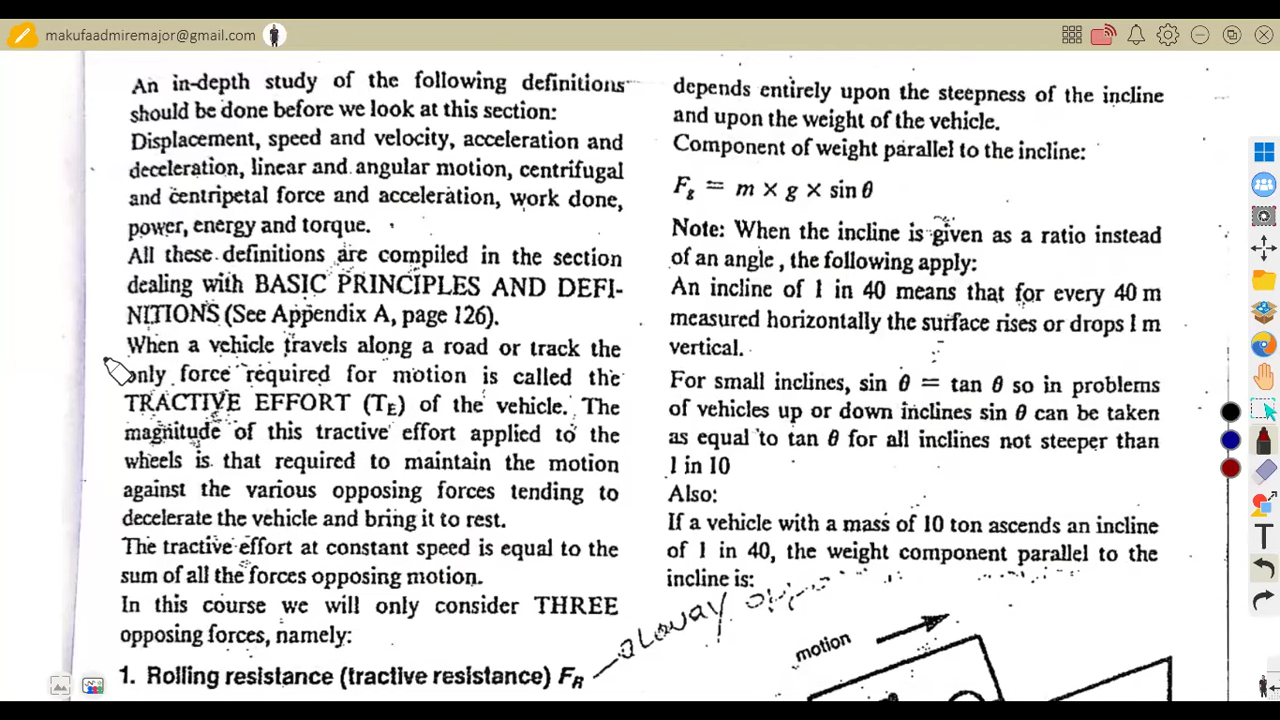 makufaadmiremajor@gmail.com
An in-depth study of the following definitions
should be done before we look at this section:
Displacement, speed and velocity, acceleration and
deceleration, linear and angular motion, centrifugal
and centripetal force and acceleration, work done,
power, energy and torque.
All these definitions are compiled in the section
dealing with BASIC PRINCIPLES AND DEFI-
NITIONS (See Appendix A, page 126).
When a vehicle travels along a road or track the
only force required for motion is called the
TRACTIVE EFFORT (TE) of the vehicle. The
magnitude of this tractive effort applied to the
wheels is that required to maintain the motion
against the various opposing forces tending to
decelerate the vehicle and bring it to rest.
The tractive effort at constant speed is equal to the
sum of all the forces opposing motion.
In this course we will only consider THREE
opposing forces, namely:
1. Rolling resistance (tractive resistance) FR
depends entirely upon the steepness of the incline
and upon the weight of the vehicle.
Component of weight parallel to the incline:
Fg = m × g × sin θ
Note: When the incline is given as a ratio instead
of an angle, the following apply:
An incline of 1 in 40 means that for every 40 m
measured horizontally the surface rises or drops 1 m
vertical.
For small inclines, sin θ = tan θ so in problems
of vehicles up or down inclines sin θ can be taken
as equal to tan θ for all inclines not steeper than
1 in 10
Also:
If a vehicle with a mass of 10 ton ascends an incline
of 1 in 40, the weight component parallel to the
incline is:
motion